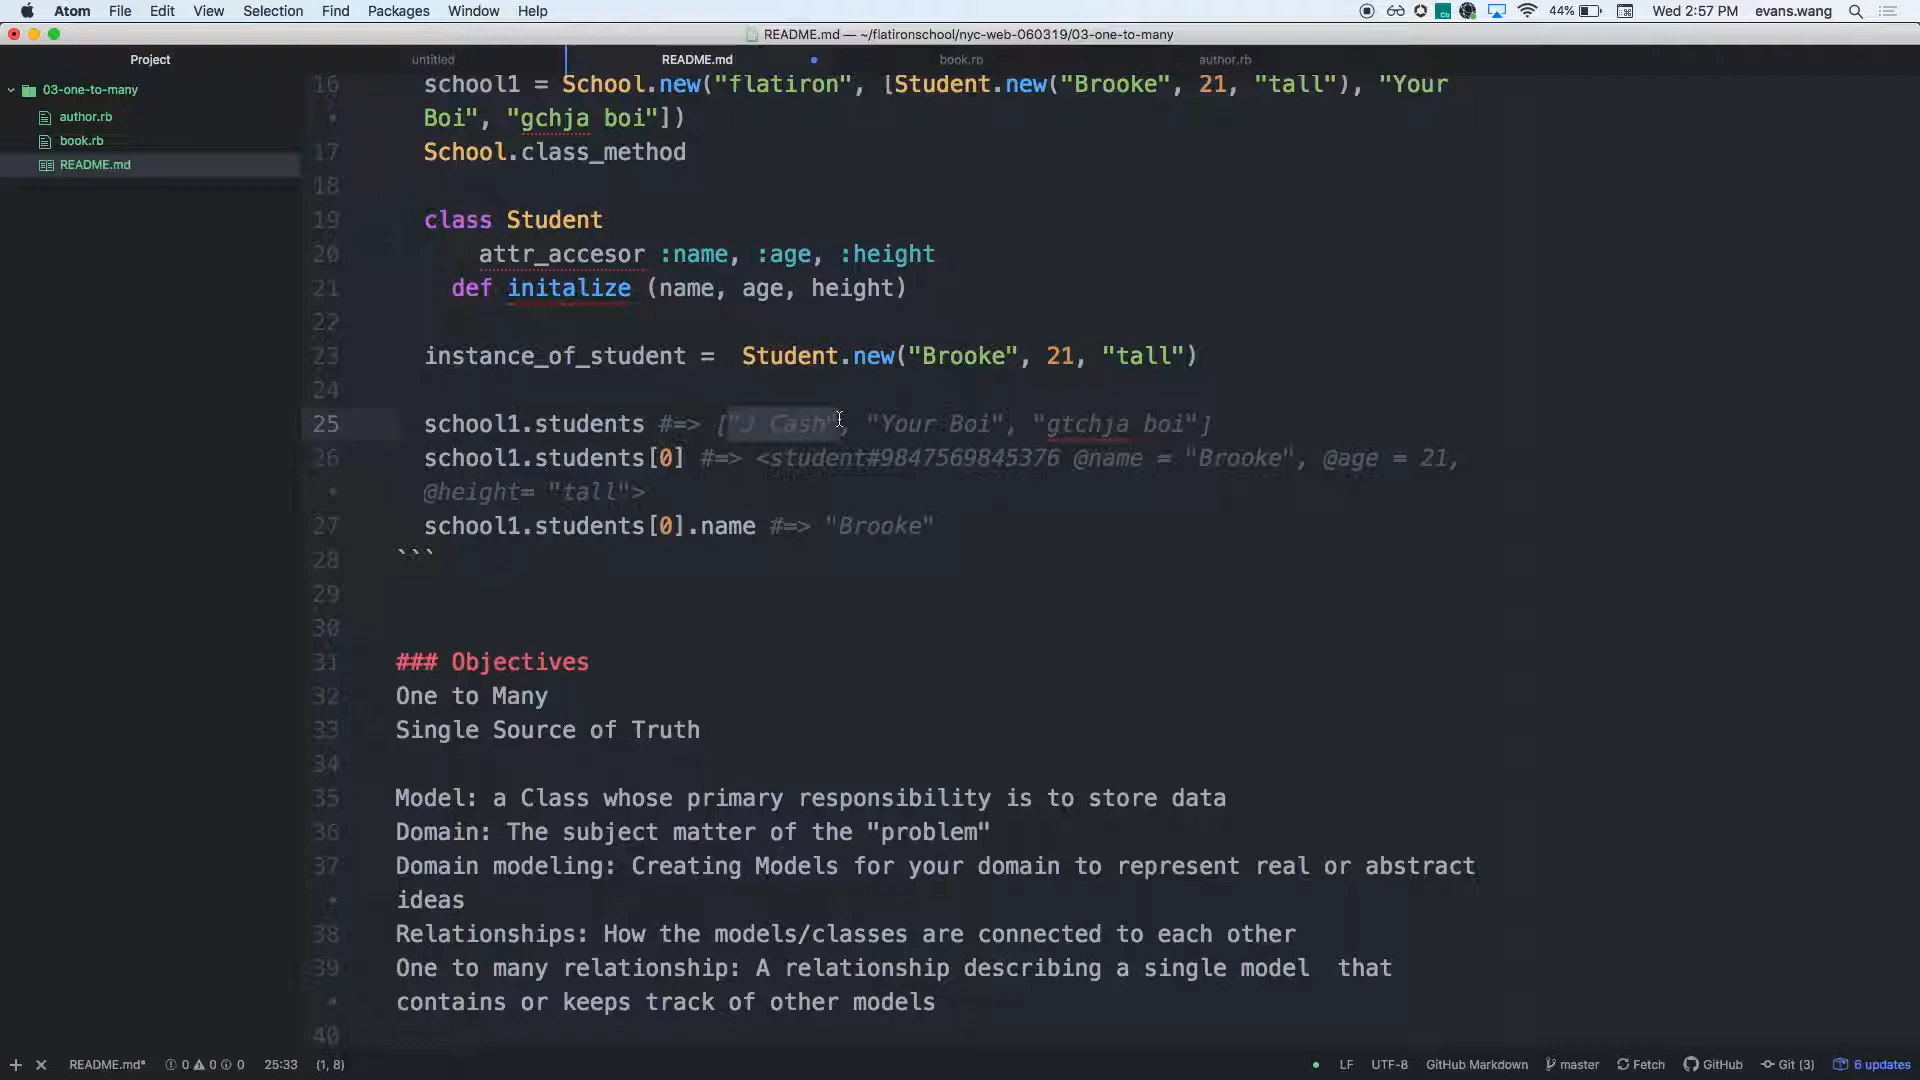 Atom File Edit View Selection Find Packages Window Help 44% Wed 2:57 PM evans.wang
README.md — ~/flatironschool/nyc-web-060319/03-one-to-many
Project untitled README.md book.rb author.rb
03-one-to-many
author.rb
book.rb
README.md
16 school1 = School.new("flatiron", [Student.new("Brooke", 21, "tall"), "Your
Boi", "gchja boi"])
17 School.class_method
18
19 class Student
20 attr_accesor :name, :age, :height
21 def initalize (name, age, height)
22
23 instance_of_student =  Student.new("Brooke", 21, "tall")
24
25 school1.students #=> ["J Cash", "Your Boi", "gtchja boi"]
26 school1.students[0] #=> <student#9847569845376 @name = "Brooke", @age = 21,
@height= "tall">
27 school1.students[0].name #=> "Brooke"
28 ```
29
30
31 ### Objectives
32 One to Many
33 Single Source of Truth
34
35 Model: a Class whose primary responsibility is to store data
36 Domain: The subject matter of the "problem"
37 Domain modeling: Creating Models for your domain to represent real or abstract
ideas
38 Relationships: How the models/classes are connected to each other
39 One to many relationship: A relationship describing a single model  that
contains or keeps track of other models
40
README.md* 0 0 0 25:33 (1, 8) LF UTF-8 GitHub Markdown master Fetch GitHub Git (3) 6 updates